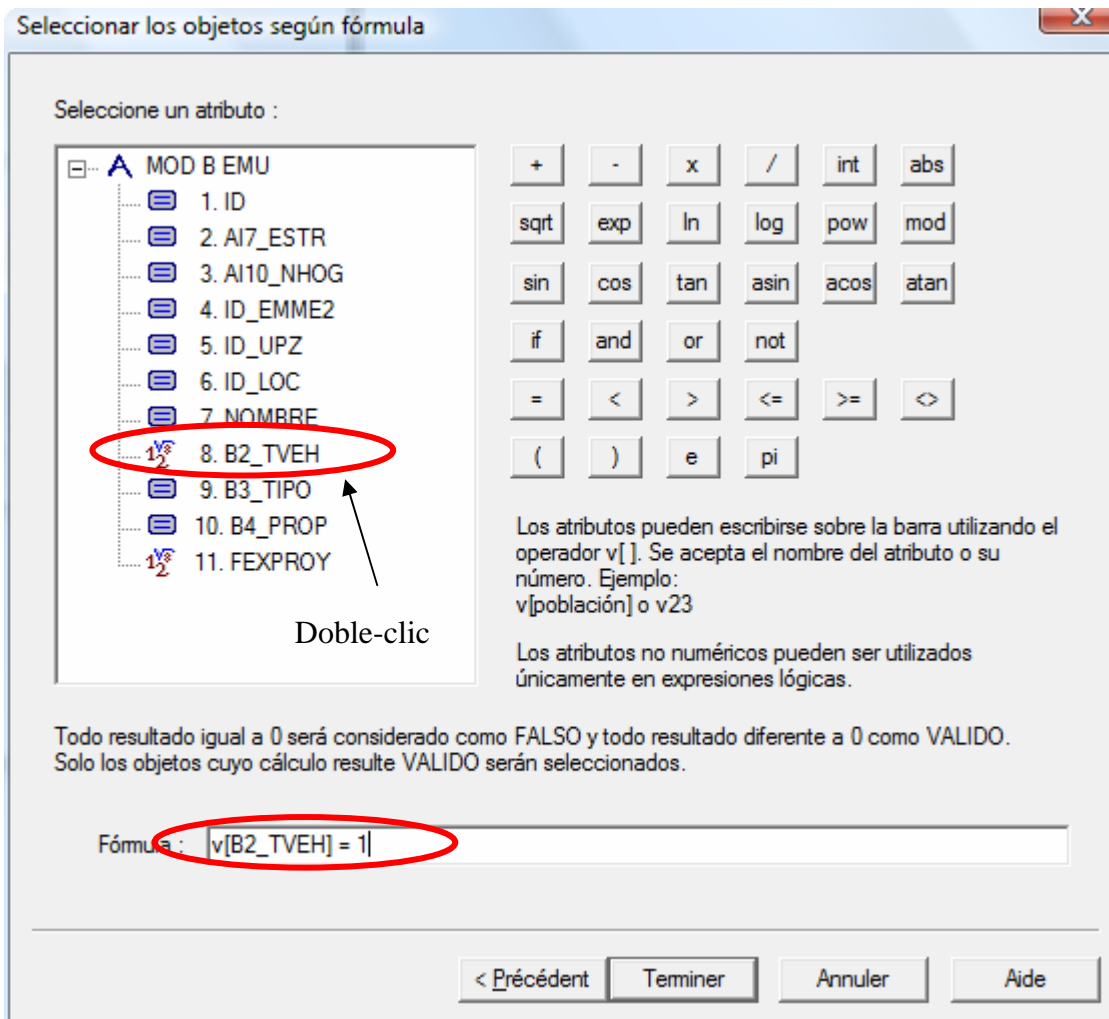 Seleccionar los objetos según fórmula
X
Seleccione un atributo :
MOD B EMU
1. ID
2. AI7_ESTR
3. AI10_NHOG
4. ID_EMME2
5. ID_UPZ
6. ID_LOC
7. NOMBRE
8. B2_TVEH
9. B3_TIPO
10. B4_PROP
11. FEXPROY
Doble-clic
+ - x / int abs
sqrt exp ln log pow mod
sin cos tan asin acos atan
if and or not
= < > <= >= <>
( ) e pi
Los atributos pueden escribirse sobre la barra utilizando el
operador v[ ]. Se acepta el nombre del atributo o su
número. Ejemplo:
v[población] o v23
Los atributos no numéricos pueden ser utilizados
únicamente en expresiones lógicas.
Todo resultado igual a 0 será considerado como FALSO y todo resultado diferente a 0 como VALIDO.
Solo los objetos cuyo cálculo resulte VALIDO serán seleccionados.
Fórmula : v[B2_TVEH] = 1
< Précédent Terminer Annuler Aide